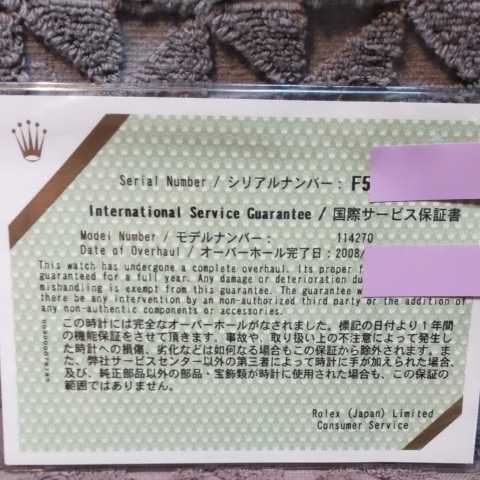 Serial Number / シリアルナンバー: F5
International Service Guarantee / 国際サービス保証書
Model Number / モデルナンバー: 114270
Date of Overhaul / オーバーホール完了日: 2008/
This watch has undergone a complete overhaul. Its proper f
guaranteed for a full year. Any damage or deterioration du
mishandling is exempt from this guarantee. The guarantee w
there be any intervention by an non-authorized third party or the addition of
any non-authentic components or accessories.
この時計には完全なオーバーホールがなされました。標記の日付より1年間
の機能保証をさせて頂きます。事故や、取り扱い上の不注意によって発生し
た時計への損傷、劣化などは如何なる場合もこの保証から除外されます。ま
た、弊社サービスセンター以外の第三者によって時計に手が加えられた場合、
及び、純正部品以外の部品・宝飾類が時計に使用された場合も、この保証の
範囲ではありません。
Rolex (Japan) Limited
Consumer Service